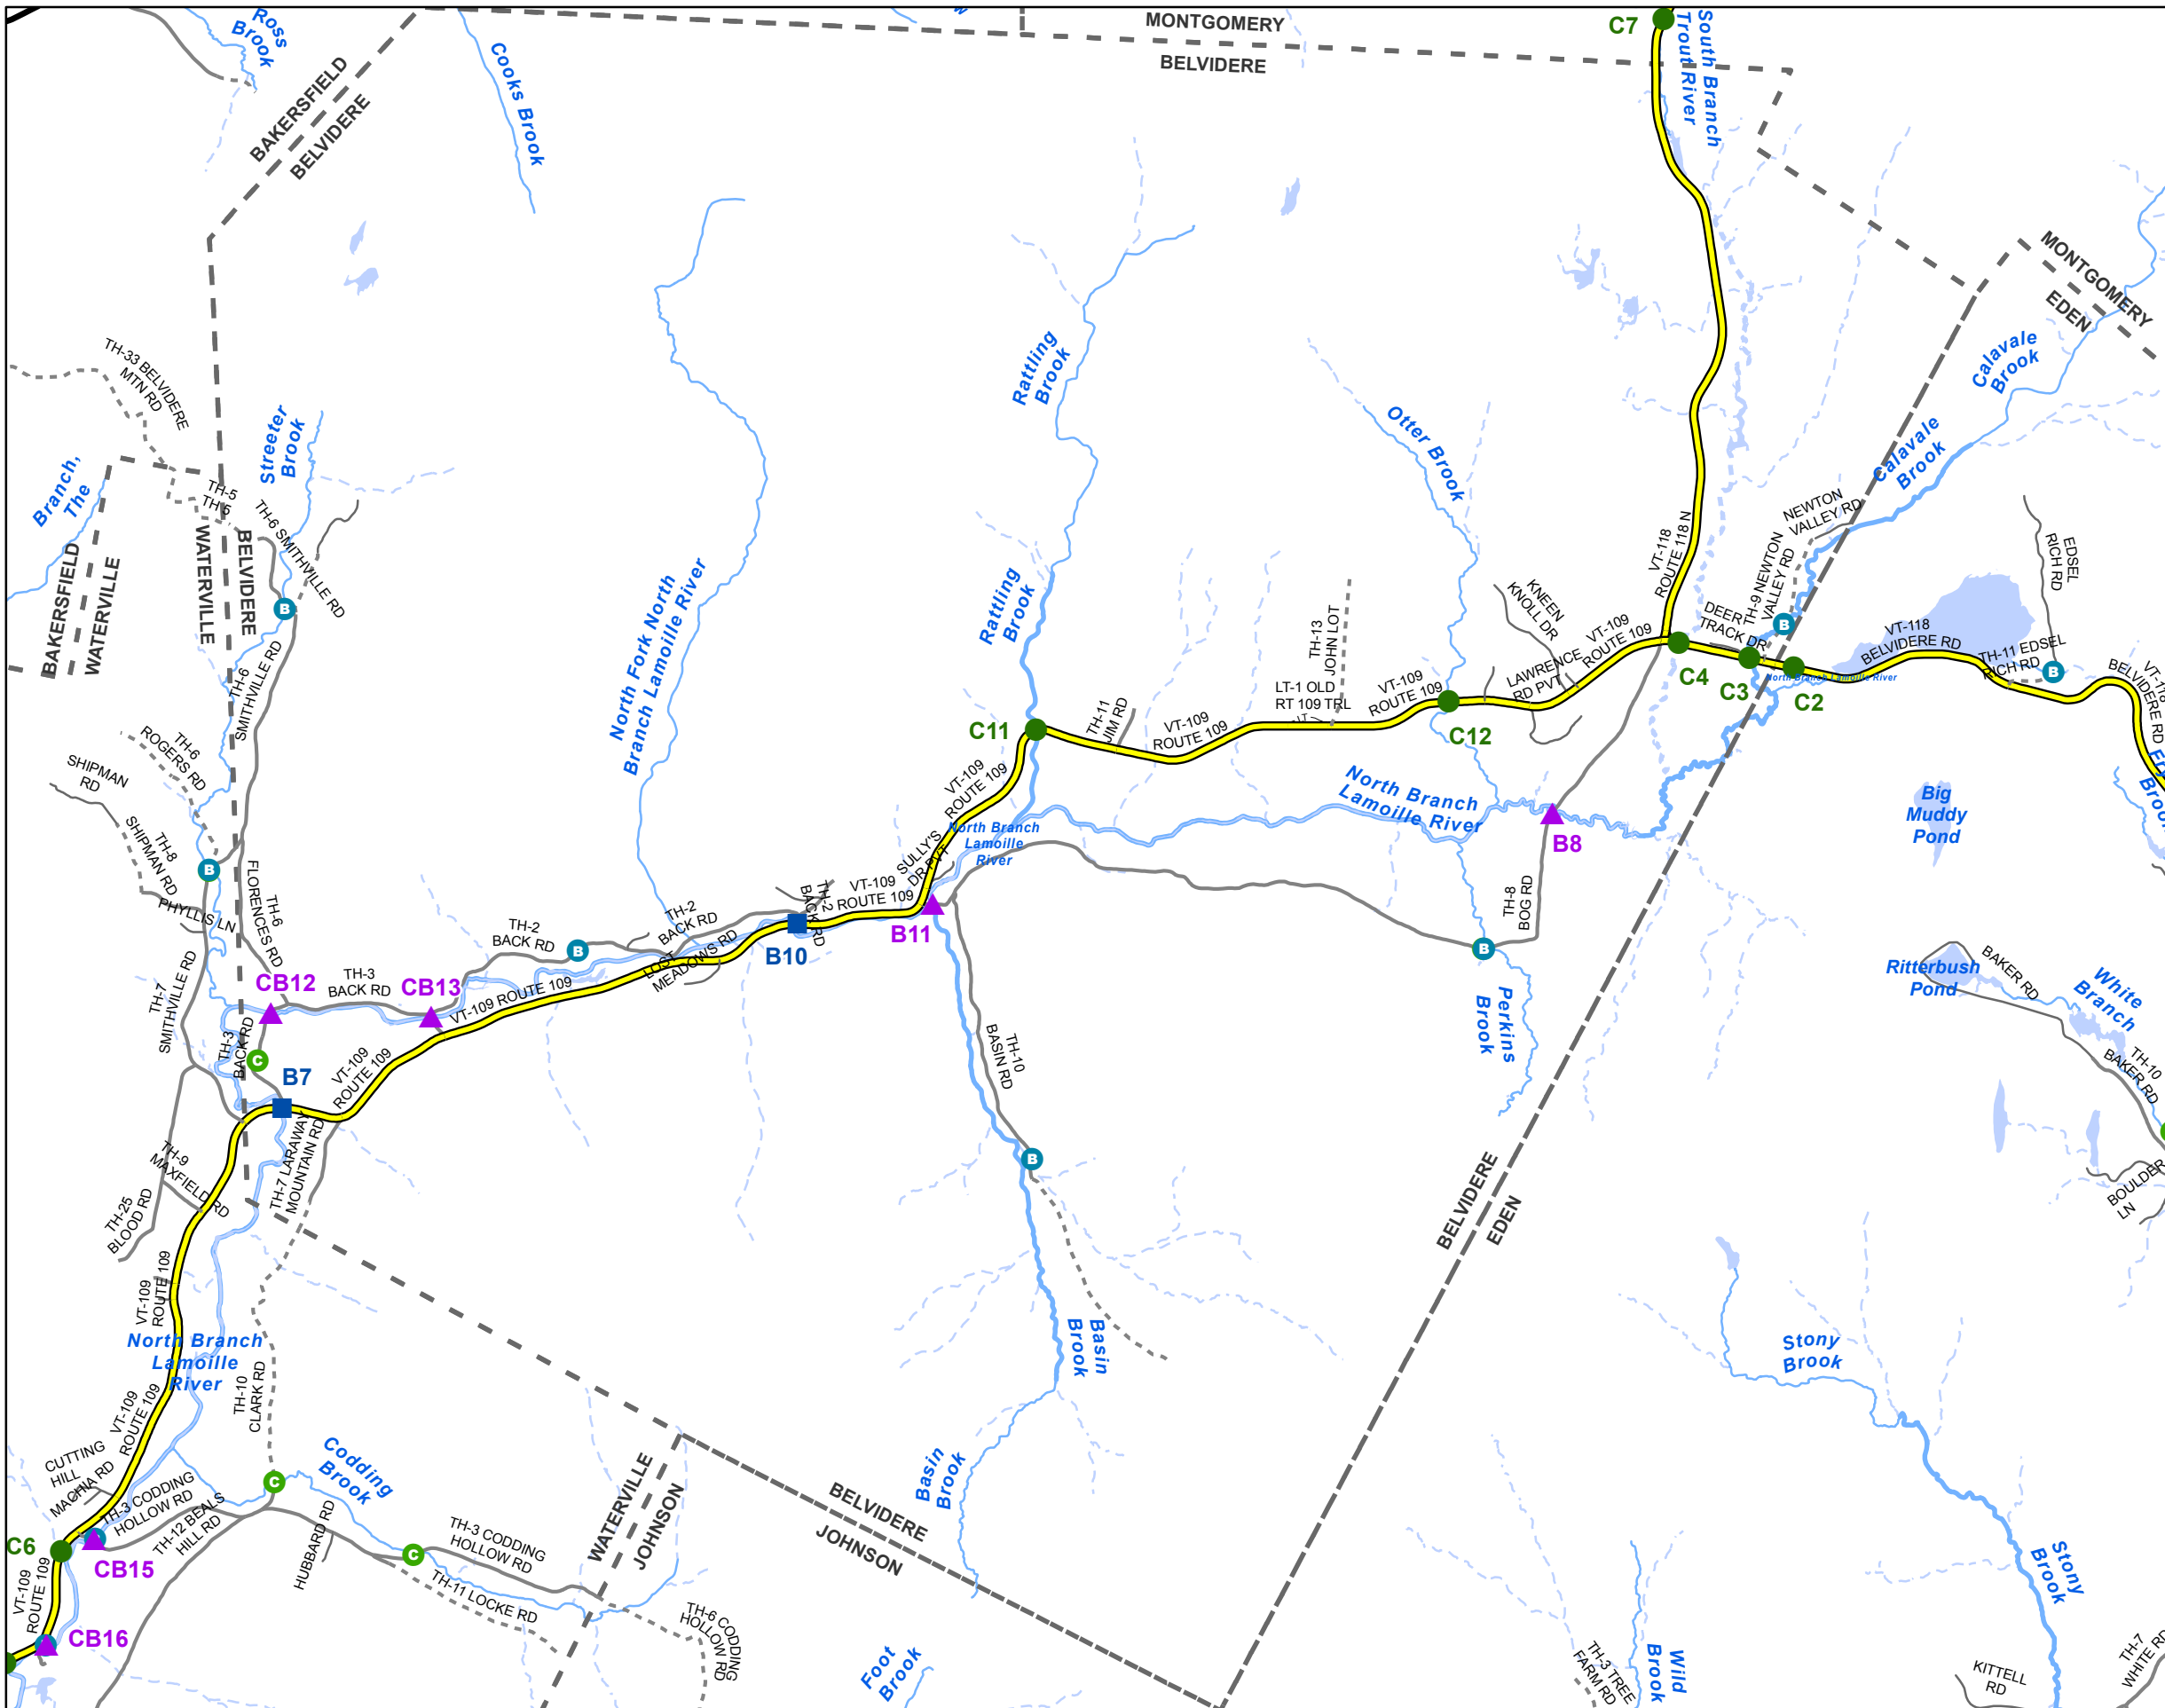 MONTGOMERY
BELVIDERE
C7
South Branch
Trout River
Ross
Brook
BAKERSFIELD
BELVIDERE
Cooks Brook
MONTGOMERY
EDEN
Calavale
Brook
TH-33 BELVIDERE
MTN RD
Rattling
Brook
Otter Brook
Calavale
Brook
Streeter
Brook
Branch,
The
TH-5
TH 5
TH-6 SMITHVILLE RD
NEWTON
VALLEY RD
TH-9 NEWTON
VALLEY RD
EDSEL
RICH RD
BAKERSFIELD
WATERVILLE
WATERVILLE
BELVIDERE
B
North Fork North
Branch Lamoille River
Rattling
Brook
TH-13
JOHN LOT
KNEEN
KNOLL DR
VT-118
ROUTE 118 N
DEER
TRACK DR
B
VT-118
BELVIDERE RD
TH-11 EDSEL
RICH RD
B
VT-118
BELVIDERE RD
TH-6
SMITHVILLE RD
VT-109
ROUTE 109
LAWRENCE
RD PVT
C4
C3
C2
North Branch Lamoille River
LT-1 OLD
RT 109 TRL
VT-109
ROUTE 109
C12
TH-11
JIM RD
VT-109
ROUTE 109
C11
TH-6
ROGERS RD
SHIPMAN
RD
TH-8
SHIPMAN RD
VT-109
ROUTE 109
North Branch
Lamoille River
Big
Muddy
Pond
B8
North Branch
Lamoille
River
SULLY'S
DR PVT
B
PHYLLIS LN
TH-6
FLORENCES RD
TH-2
BACK RD
TH-2
BACK RD
TH-2
BACK RD
VT-109
ROUTE 109
B11
B10
B
LOST
MEADOWS RD
TH-8
BOG RD
B
Perkins
Brook
Ritterbush
Pond
BAKER RD
White
Branch
TH-10
BAKER RD
BOULDER
LN
TH-7
SMITHVILLE RD
CB12
TH-3
BACK RD
CB13
VT-109 ROUTE 109
TH-3
BACK RD
C
B7
VT-109
ROUTE 109
TH-10
BASIN RD
B
TH-7 LARAWAY
MOUNTAIN RD
TH-9
MAXFIELD RD
TH-25
BLOOD RD
BELVIDERE
EDEN
VT-109
ROUTE 109
North Branch
Lamoille
River
Basin
Brook
Stony
Brook
TH-10
CLARK RD
VT-109
ROUTE 109
CUTTING
HILL
MACHIA RD
Codding
Brook
C
TH-3 CODDING
HOLLOW RD
TH-12 BEALS
HILL RD
HUBBARD RD
WATERVILLE
JOHNSON
BELVIDERE
JOHNSON
Basin
Brook
C6
CB15
C
TH-3 CODDING
HOLLOW RD
TH-11 LOCKE RD
TH-6 CODDING
HOLLOW RD
VT-109
ROUTE 109
CB16
Foot
Brook
TH-3 TREE
FARM RD
Wild
Brook
Stony
Brook
KITTELL
RD
TH-7
WHITE RD